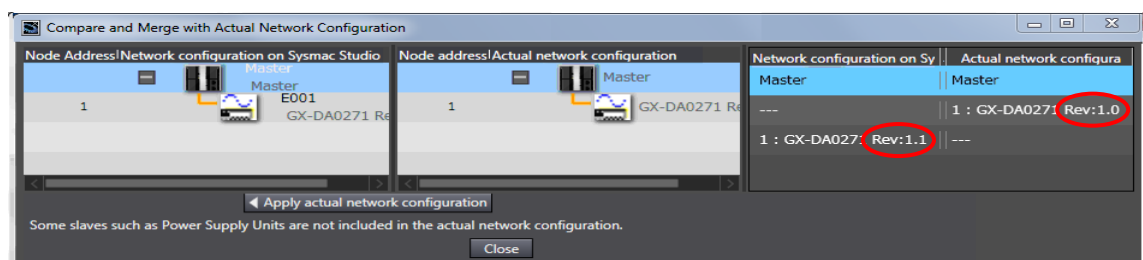 Compare and Merge with Actual Network Configuration
Node Address Network configuration on Sysmac Studio
Master
Master
1
E001
GX-DA0271 Re
Node address Actual network configuration
Master
1
GX-DA0271 Re
Network configuration on Sy Actual network configura
Master Master
--- 1 : GX-DA0271 Rev:1.0
1 : GX-DA0271 Rev:1.1 ---
Apply actual network configuration
Some slaves such as Power Supply Units are not included in the actual network configuration.
Close